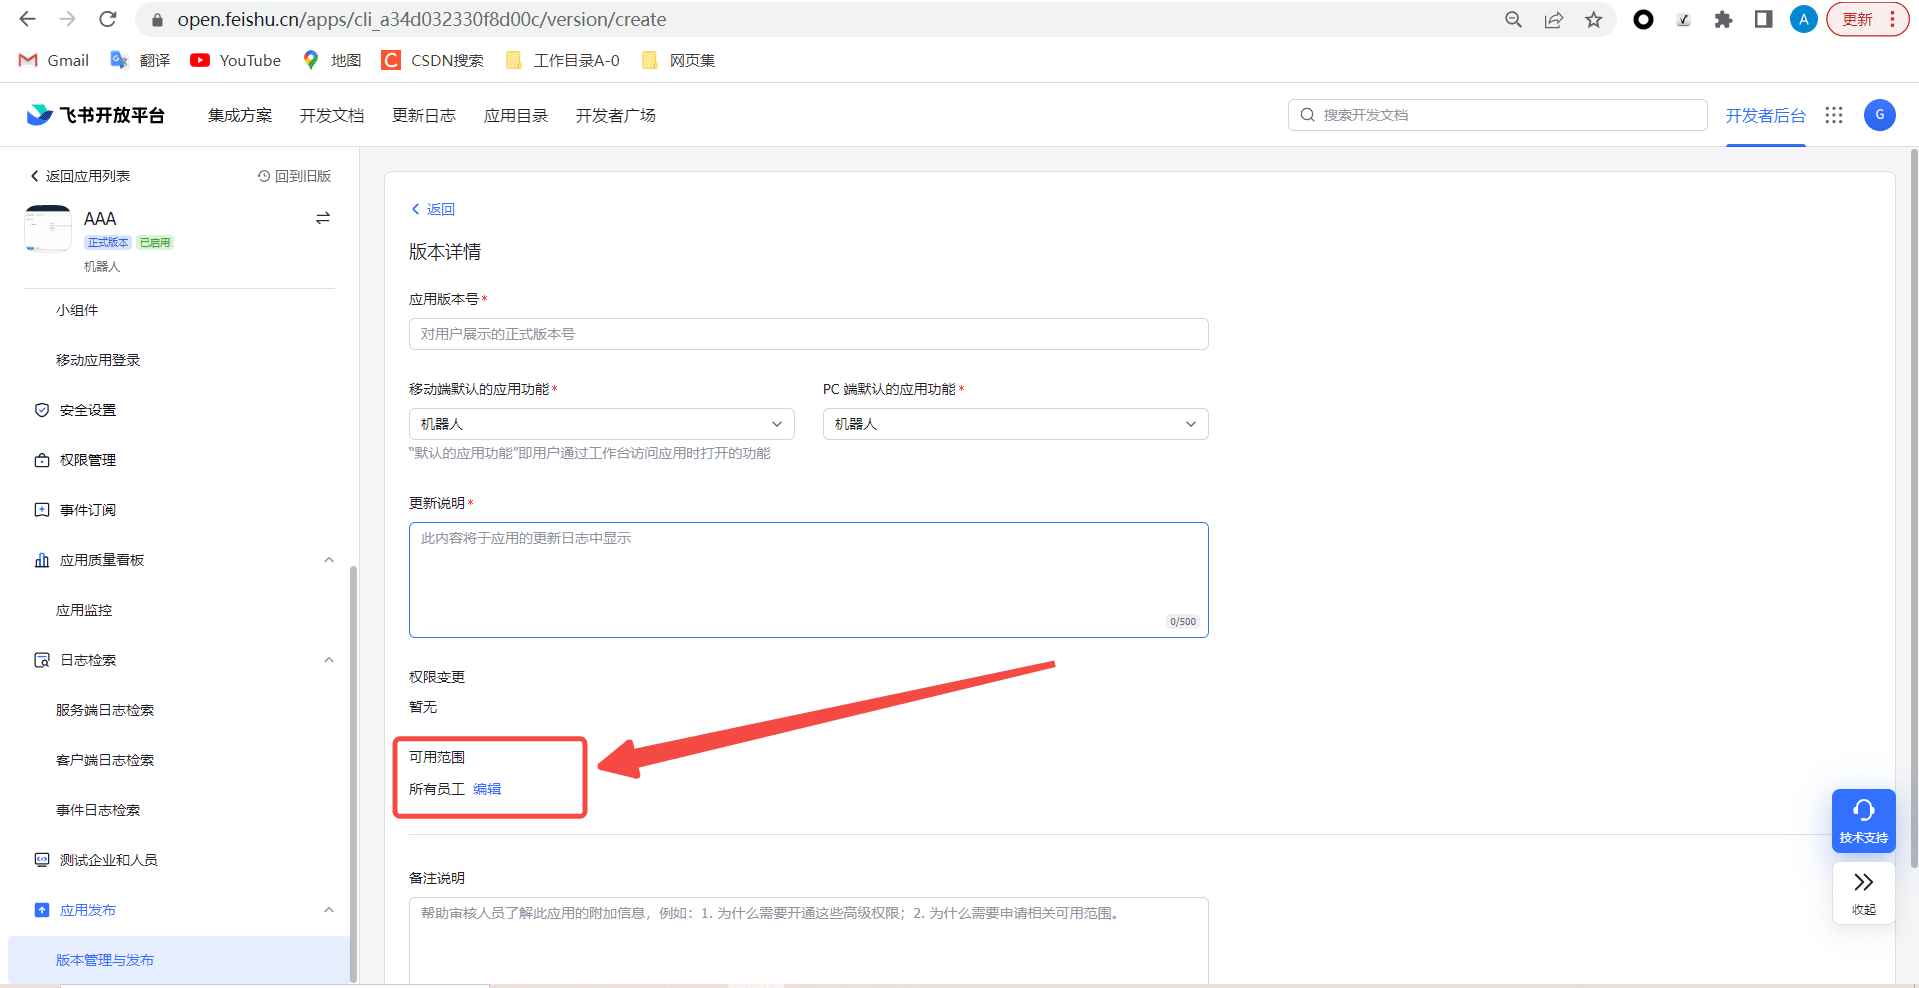 open.feishu.cn/apps/cli_a34d032330f8d00c/version/create
A
更新
Gmail
翻译
YouTube
地图
C
CSDN搜索
工作目录A-0
网页集
飞书开放平台
集成方案
开发文档
更新日志
应用目录
开发者广场
搜索开发文档
开发者后台
G
返回应用列表
回到旧版
AAA
正式版本 已启用
机器人
小组件
移动应用登录
安全设置
权限管理
事件订阅
应用质量看板
应用监控
日志检索
服务端日志检索
客户端日志检索
事件日志检索
测试企业和人员
应用发布
版本管理与发布
返回
版本详情
应用版本号*
对用户展示的正式版本号
移动端默认的应用功能*
机器人
PC 端默认的应用功能*
机器人
“默认的应用功能”即用户通过工作台访问应用时打开的功能
更新说明*
此内容将于应用的更新日志中显示
0/500
权限变更
暂无
可用范围
所有员工 编辑
备注说明
帮助审核人员了解此应用的附加信息，例如：1. 为什么需要开通这些高级权限；2. 为什么需要申请相关可用范围。
技术支持
收起